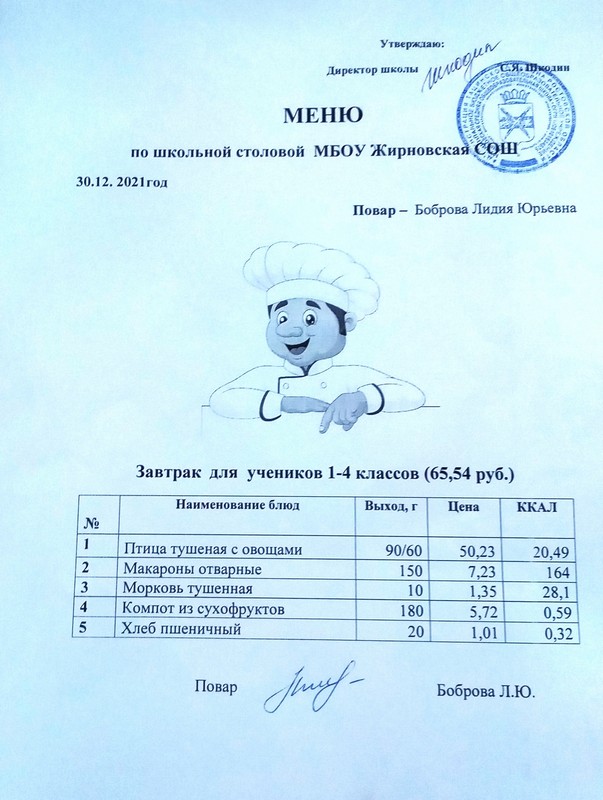 Утверждаю:
Директор школы Шкодин С.Я. Шкодин
МЕНЮ
по школьной столовой МБОУ Жирновская СОШ
30.12. 2021год
Повар – Боброва Лидия Юрьевна
Завтрак для учеников 1-4 классов (65,54 руб.)
№ Наименование блюд Выход, г Цена ККАЛ
1 Птица тушеная с овощами 90/60 50,23 20,49
2 Макароны отварные 150 7,23 164
3 Морковь тушенная 10 1,35 28,1
4 Компот из сухофруктов 180 5,72 0,59
5 Хлеб пшеничный 20 1,01 0,32
Повар Боброва Л.Ю.